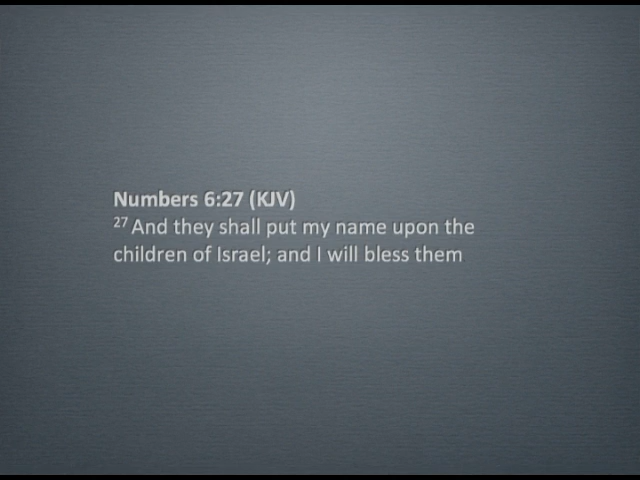 Numbers 6:27 (KJV)
27 And they shall put my name upon the
children of Israel; and I will bless them